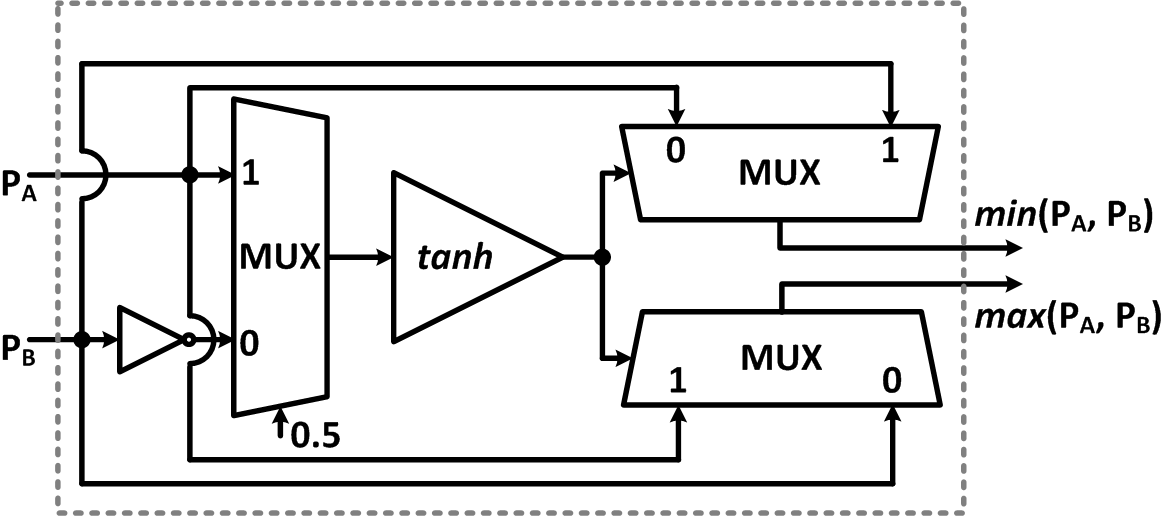 0
MUX
1
P_A
1
min(P_A, P_B)
MUX
tanh
max(P_A, P_B)
P_B
0
MUX
1
0
0.5